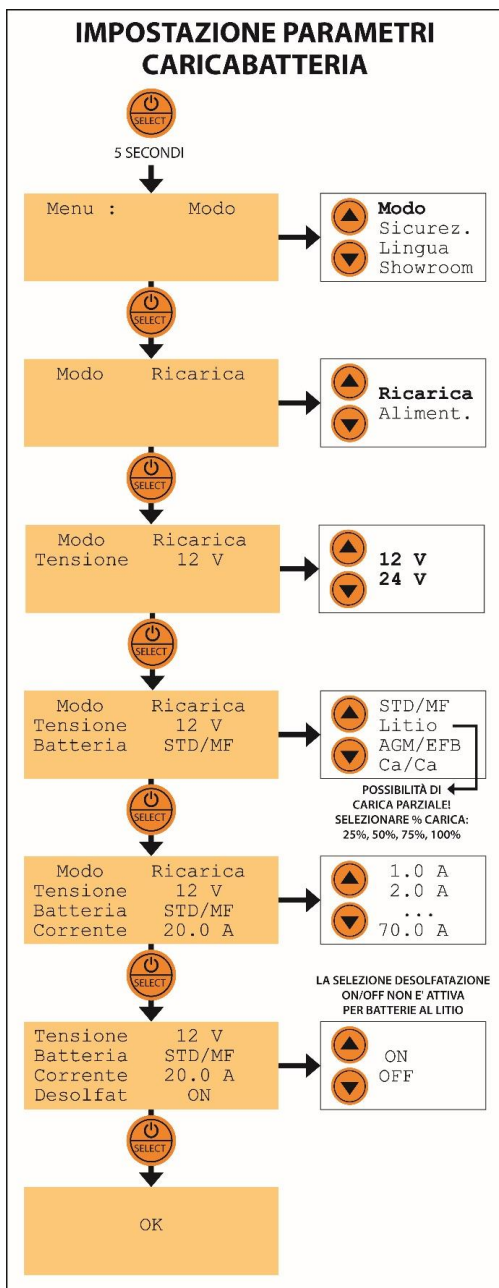 IMPOSTAZIONE PARAMETRI
CARICABATTERIA
SELECT
5 SECONDI
Menu : Modo
Modo
Sicurez.
Lingua
Showroom
SELECT
Modo Ricarica
Ricarica
Aliment.
SELECT
Modo Ricarica
Tensione 12 V
12 V
24 V
SELECT
Modo Ricarica
Tensione 12 V
Batteria STD/MF
STD/MF
Litio
AGM/EFB
Ca/Ca
POSSIBILITÀ DI
CARICA PARZIALE!
SELEZIONARE % CARICA:
25%, 50%, 75%, 100%
SELECT
Modo Ricarica
Tensione 12 V
Batteria STD/MF
Corrente 20.0 A
1.0 A
2.0 A
...
70.0 A
SELECT
LA SELEZIONE DESOLFATAZIONE
ON/OFF NON E' ATTIVA
PER BATTERIE AL LITIO
Tensione 12 V
Batteria STD/MF
Corrente 20.0 A
Desolfat ON
ON
OFF
SELECT
OK